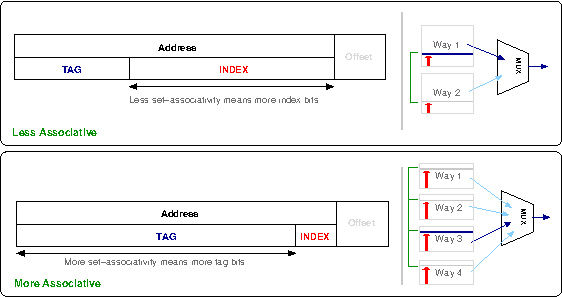 Address
Offset
TAG
INDEX
Less set-associativity means more index bits
Less Associative
Way 1
Way 2
MUX
Address
Offset
TAG
INDEX
More set-associativity means more tag bits
More Associative
Way 1
Way 2
Way 3
Way 4
MUX